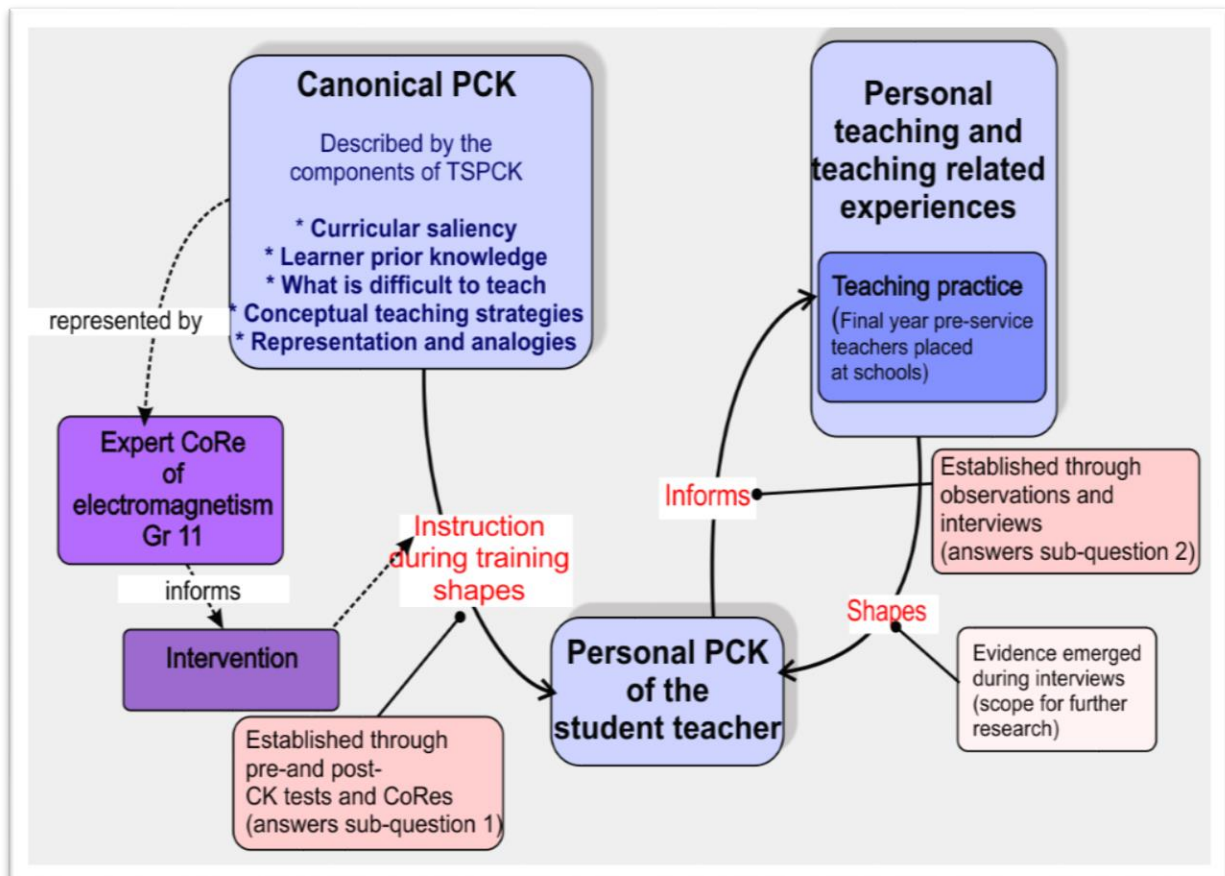 Canonical PCK
Described by the
components of TSPCK
* Curricular saliency
* Learner prior knowledge
* What is difficult to teach
* Conceptual teaching strategies
* Representation and analogies
represented by
Expert CoRe
of
electromagnetism
Gr 11
informs
Intervention
Instruction
during training
shapes
Established through
pre-and post-
CK tests and CoRes
(answers sub-question 1)
Personal PCK
of the
student teacher
Informs
Personal
teaching and
teaching related
experiences
Teaching practice
(Final year pre-service
teachers placed
at schools)
Established through
observations and
interviews
(answers sub-question 2)
Shapes
Evidence emerged
during interviews
(scope for further
research)